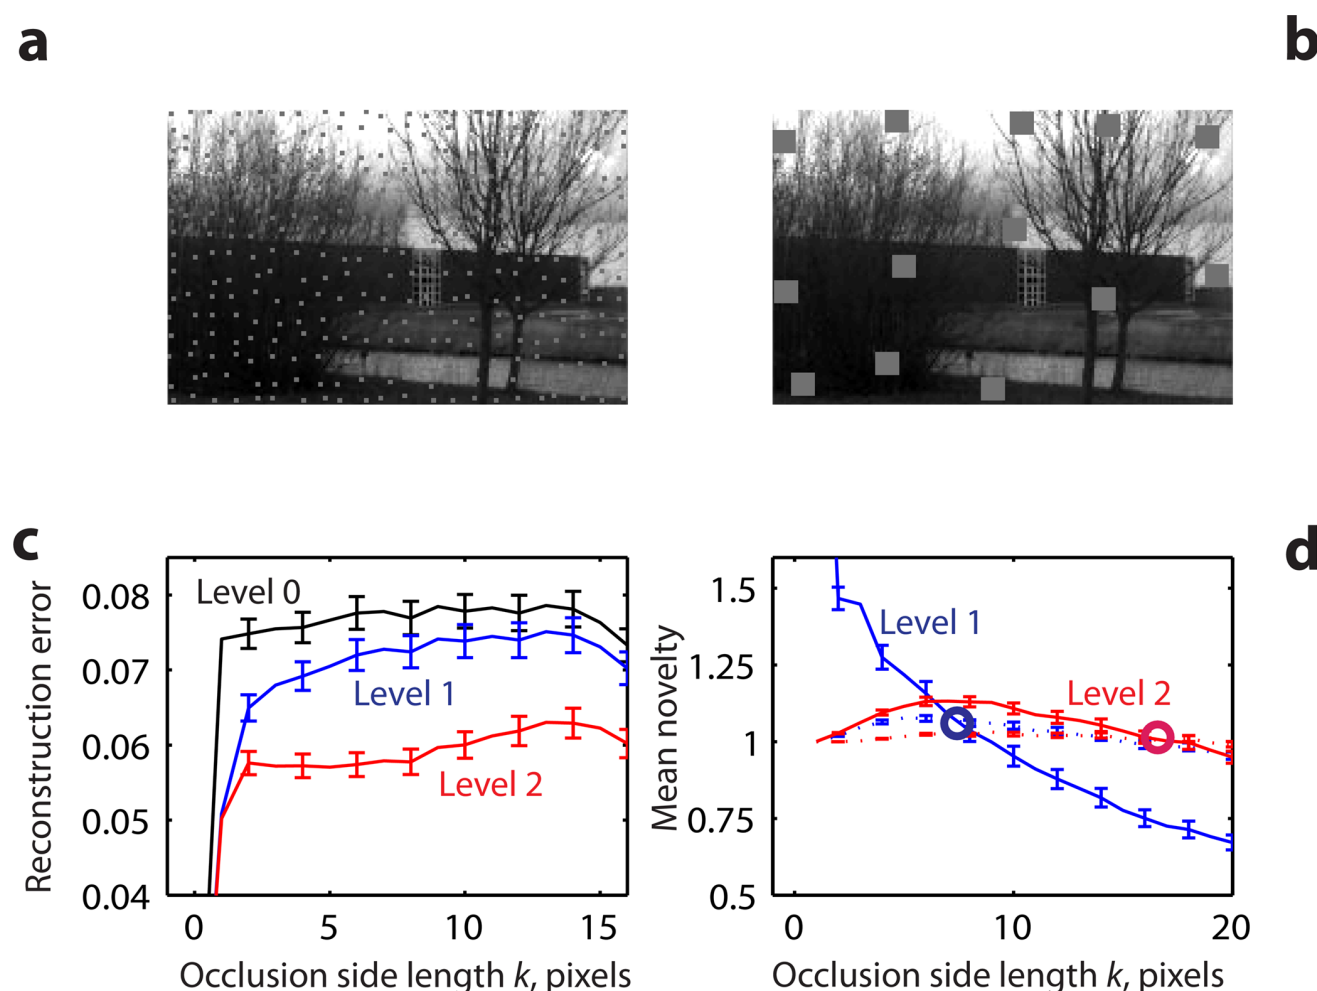 a
b
c
d
Reconstruction error
0.08
0.07
0.06
0.05
0.04
Level 0
Level 1
Level 2
0
5
10
15
Occlusion side length k, pixels
Mean novelty
1.5
1.25
1
0.75
0.5
Level 1
Level 2
0
10
20
Occlusion side length k, pixels